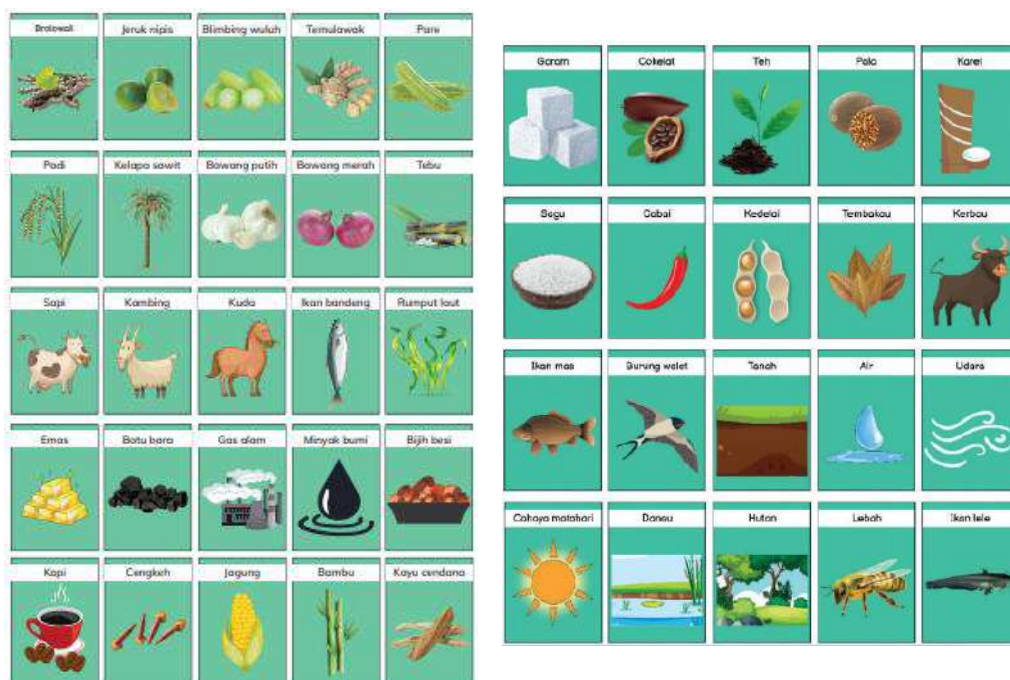 Brotowali
Jeruk nipis
Blimbing wuluh
Temulawak
Pare
Padi
Kelapa sawit
Bawang putih
Bawang merah
Tebu
Sapi
Kambing
Kuda
Ikan bandeng
Rumput laut
Emas
Batu bara
Gas alam
Minyak bumi
Bijih besi
Kopi
Cengkeh
Jagung
Bambu
Kayu cendana
Garam
Cokelat
Teh
Pala
Karet
Sagu
Cabai
Kedelai
Tembakau
Kerbau
Ikan mas
Burung walet
Tanah
Air
Udara
Cahaya matahari
Danau
Hutan
Lebah
Ikan lele